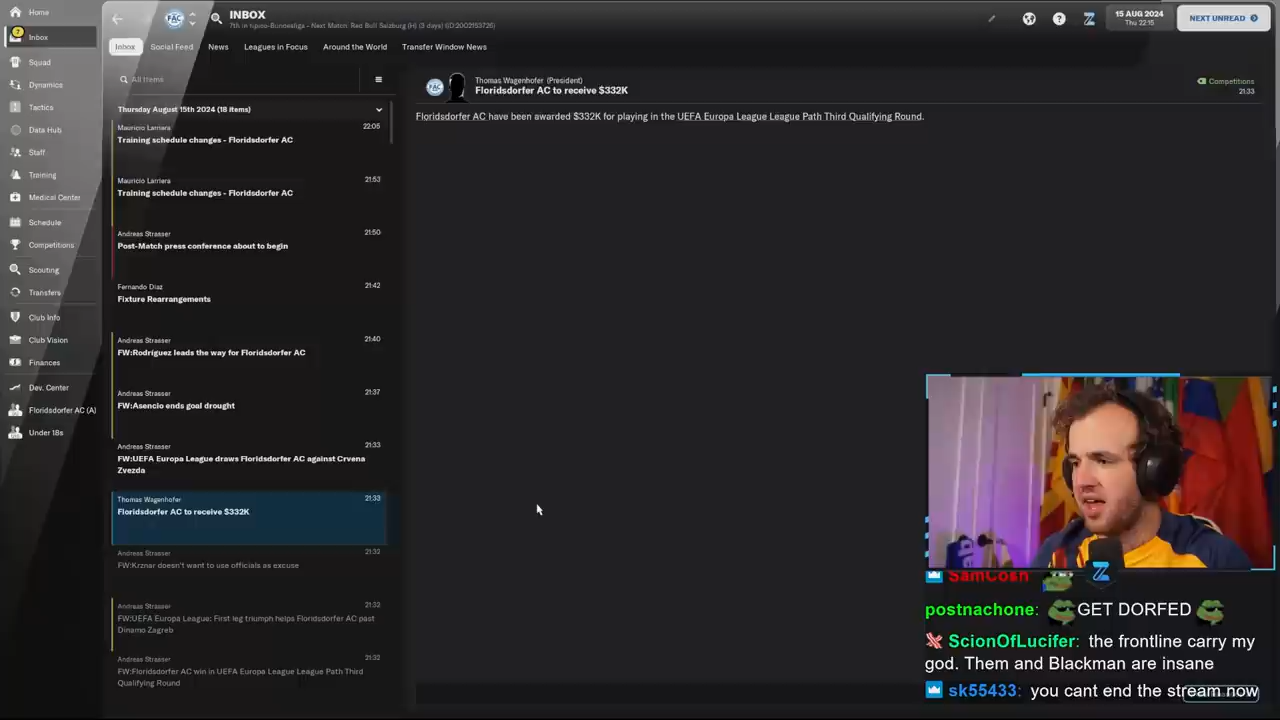 Home
7
Inbox
Squad
Dynamics
Tactics
Data Hub
Staff
Training
Medical Center
Schedule
Competitions
Scouting
Transfers
Club Info
Club Vision
Finances
Dev. Center
Floridsdorfer AC (A)
Under 18s
FAC
INBOX
7th in tipico-Bundesliga - Next Match: Red Bull Salzburg (H) (3 days) (ID:2002153726)
15 AUG 2024
Thu 22:15
NEXT UNREAD
Inbox
Social Feed
News
Leagues in Focus
Around the World
Transfer Window News
All Items
Thursday August 15th 2024 (18 Items)
Mauricio Larriera 22:05
Training schedule changes - Floridsdorfer AC
Mauricio Larriera 21:53
Training schedule changes - Floridsdorfer AC
Andreas Strasser 21:50
Post-Match press conference about to begin
Fernando Diaz 21:42
Fixture Rearrangements
Andreas Strasser 21:40
FW:Rodríguez leads the way for Floridsdorfer AC
Andreas Strasser 21:37
FW:Asencio ends goal drought
Andreas Strasser 21:33
FW:UEFA Europa League draws Floridsdorfer AC against Crvena
Zvezda
Thomas Wagenhofer 21:33
Floridsdorfer AC to receive $332K
Andreas Strasser 21:32
FW:Krznar doesn't want to use officials as excuse
Andreas Strasser 21:32
FW:UEFA Europa League: First leg triumph helps Floridsdorfer AC past
Dinamo Zagreb
Andreas Strasser 21:32
FW:Floridsdorfer AC win in UEFA Europa League League Path Third
Qualifying Round
FAC
Thomas Wagenhofer (President)
Floridsdorfer AC to receive $332K
Competitions
21:33
Floridsdorfer AC have been awarded $332K for playing in the UEFA Europa League League Path Third Qualifying Round.
SamCosh
postnachone: GET DORFED
ScionOfLucifer: the frontline carry my
god. Them and Blackman are insane
sk55433: you cant end the stream now